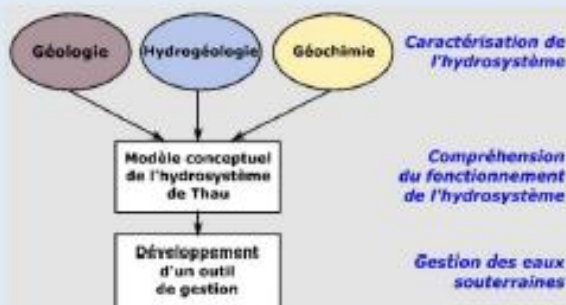 Géologie
Hydrogéologie
Géochimie
Caractérisation de
l'hydrosystème
Modèle conceptuel
de l'hydrosystème
de Thau
Compréhension
du fonctionnement
de l'hydrosystème
Développement
d'un outil
de gestion
Gestion des eaux
souterraines